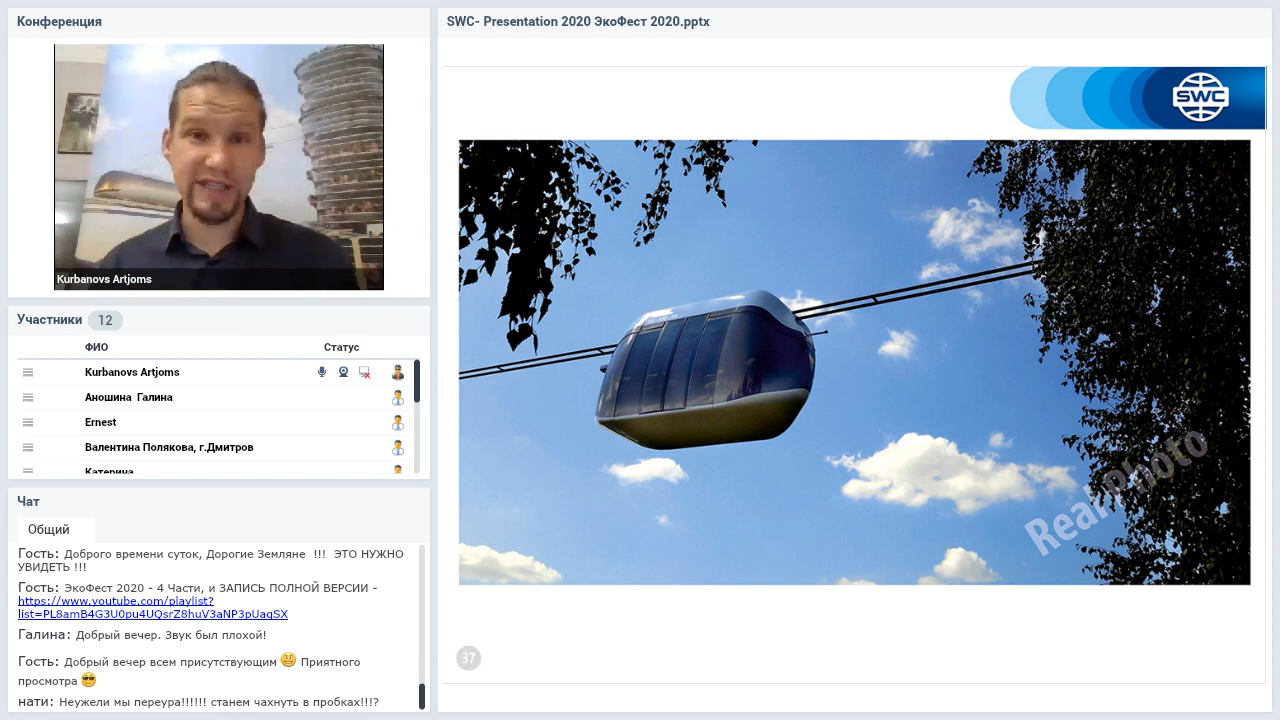 Конференция
Kurbanovs Artjoms
Участники 12
ФИО Статус
Kurbanovs Artjoms
Аношина Галина
Ernest
Валентина Полякова, г.Дмитров
Катерина
Чат
Общий
Гость: Доброго времени суток, Дорогие Земляне !!! ЭТО НУЖНО
УВИДЕТЬ !!!
Гость: ЭкоФест 2020 - 4 Части, и ЗАПИСЬ ПОЛНОЙ ВЕРСИИ -
https://www.youtube.com/playlist?
list=PL8amB4G3U0pu4UQsrZ8huV3aNP3pUaqSX
Галина: Добрый вечер. Звук был плохой!
Гость: Добрый вечер всем присутствующим Приятного
просмотра
нати: Неужели мы переура!!!!!! станем чахнуть в пробках!!!?
SWC- Presentation 2020 ЭкоФест 2020.pptx
SWC
Real Photo
37